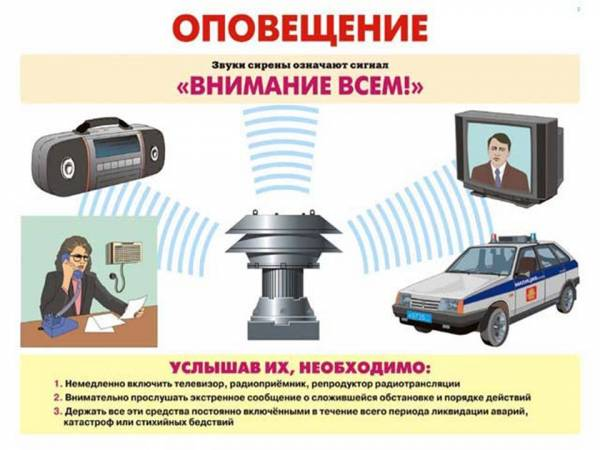 ОПОВЕЩЕНИЕ
Звуки сирены означают сигнал
«ВНИМАНИЕ ВСЕМ!»
МИЛИЦИЯ
УСЛЫШАВ ИХ, НЕОБХОДИМО:
1. Немедленно включить телевизор, радиоприёмник, репродуктор радиотрансляции
2. Внимательно прослушать экстренное сообщение о сложившейся обстановке и порядке действий
3. Держать все эти средства постоянно включёнными в течение всего периода ликвидации аварий,
катастроф или стихийных бедствий